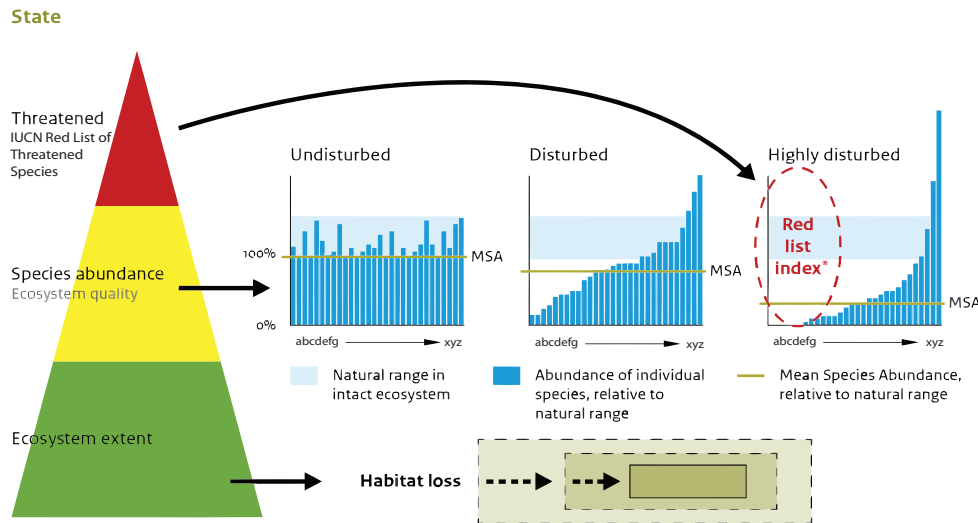 State
Threatened
IUCN Red List of
Threatened
Species
Species abundance
Ecosystem quality
Ecosystem extent
Undisturbed
100%
0%
MSA
abcdefg
xyz
Disturbed
MSA
abcdefg
xyz
Highly disturbed
Red
list
index*
MSA
abcdefg
xyz
Natural range in
intact ecosystem
Abundance of individual
species, relative to
natural range
Mean Species Abundance,
relative to natural range
Habitat loss